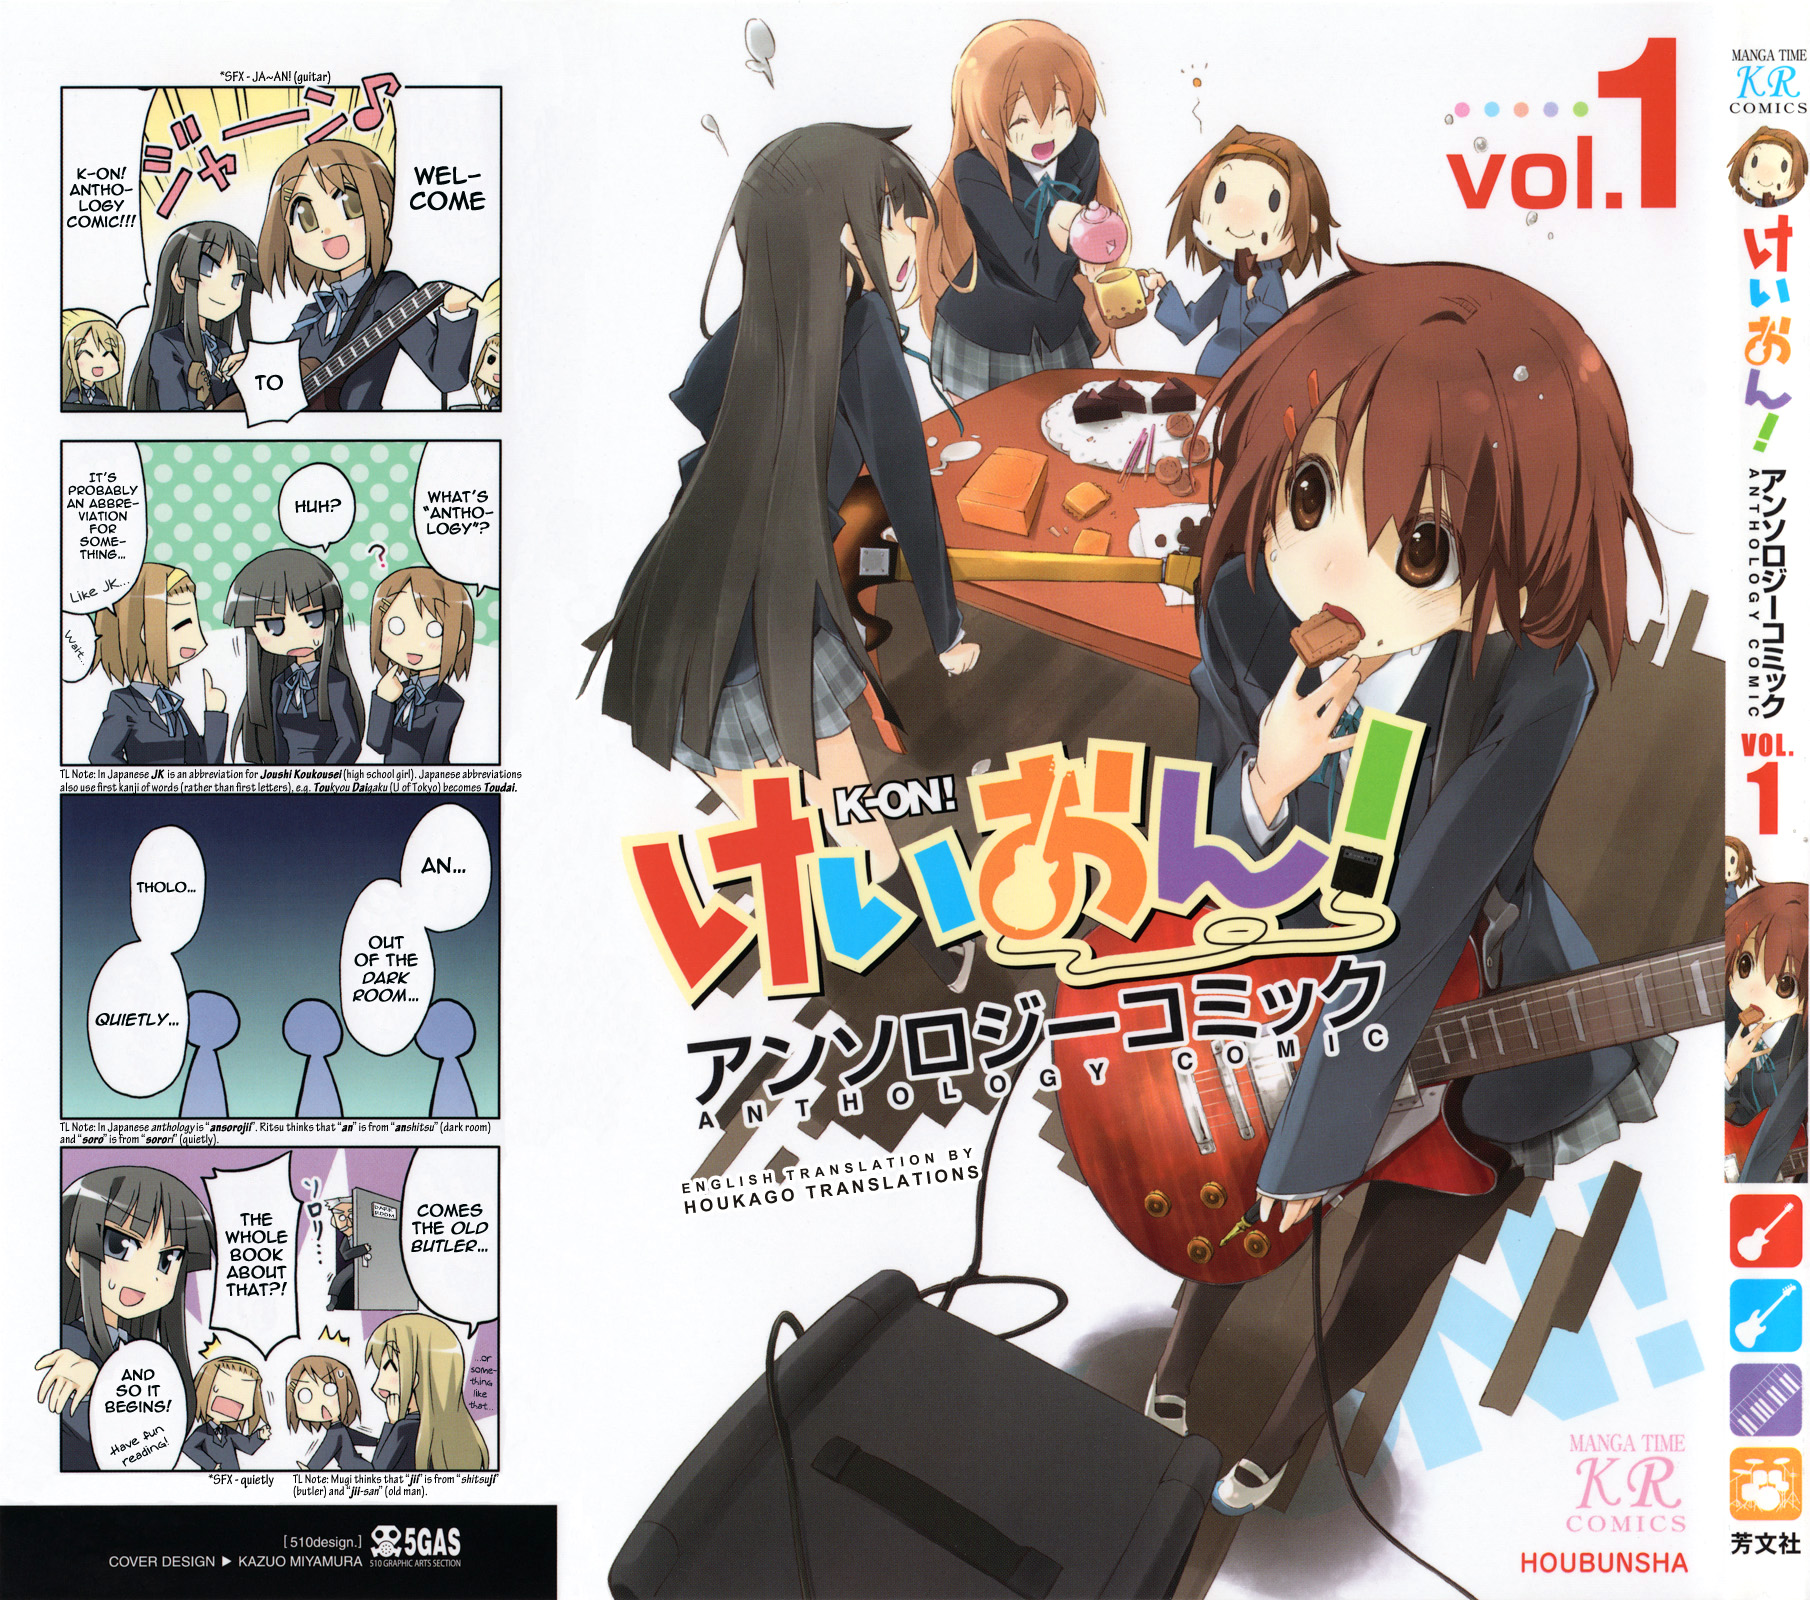 *SFX - JA~AN! (guitar)
ジャーン♪
WEL-
COME
TO
K-ON!
ANTHO-
LOGY
COMIC!!!
WHAT'S
"ANTHO-
LOGY"?
?
HUH?
IT'S
PROBABLY
AN ABBRE-
VIATION
FOR
SOME-
THING...
Like JK...
Wait...
TL Note: In Japanese JK is an abbreviation for Joushi Koukousei (high school girl). Japanese abbreviations
also use first kanji of words (rather than first letters), e.g. Toukyou Daigaku (U of Tokyo) becomes Toudai.
AN...
OUT
OF THE
DARK
ROOM...
THOLO...
QUIETLY...
TL Note: In Japanese anthology is "ansorojii". Ritsu thinks that "an" is from "anshitsu" (dark room)
and "soro" is from "sorori" (quietly).
COMES
THE OLD
BUTLER...
...or
some-
thing
like
that...
DARK
ROOM
ソロリ...
THE
WHOLE
BOOK
ABOUT
THAT?!
AND
SO IT
BEGINS!
Have fun
reading!
*SFX - quietly
TL Note: Mugi thinks that "jii" is from "shitsuji"
(butler) and "jii-san" (old man).
[ 510design.]
COVER DESIGN ▶ KAZUO MIYAMURA
5GAS
510 GRAPHIC ARTS SECTION
vol.1
K-ON!
けいおん!
アンソロジーコミック
ANTHOLOGY COMIC
ENGLISH TRANSLATION BY
HOUKAGO TRANSLATIONS
N!
MANGA TIME
KR
COMICS
HOUBUNSHA
MANGA TIME
KR
COMICS
けいおん!
アンソロジーコミック
ANTHOLOGY COMIC
VOL.
1
芳文社